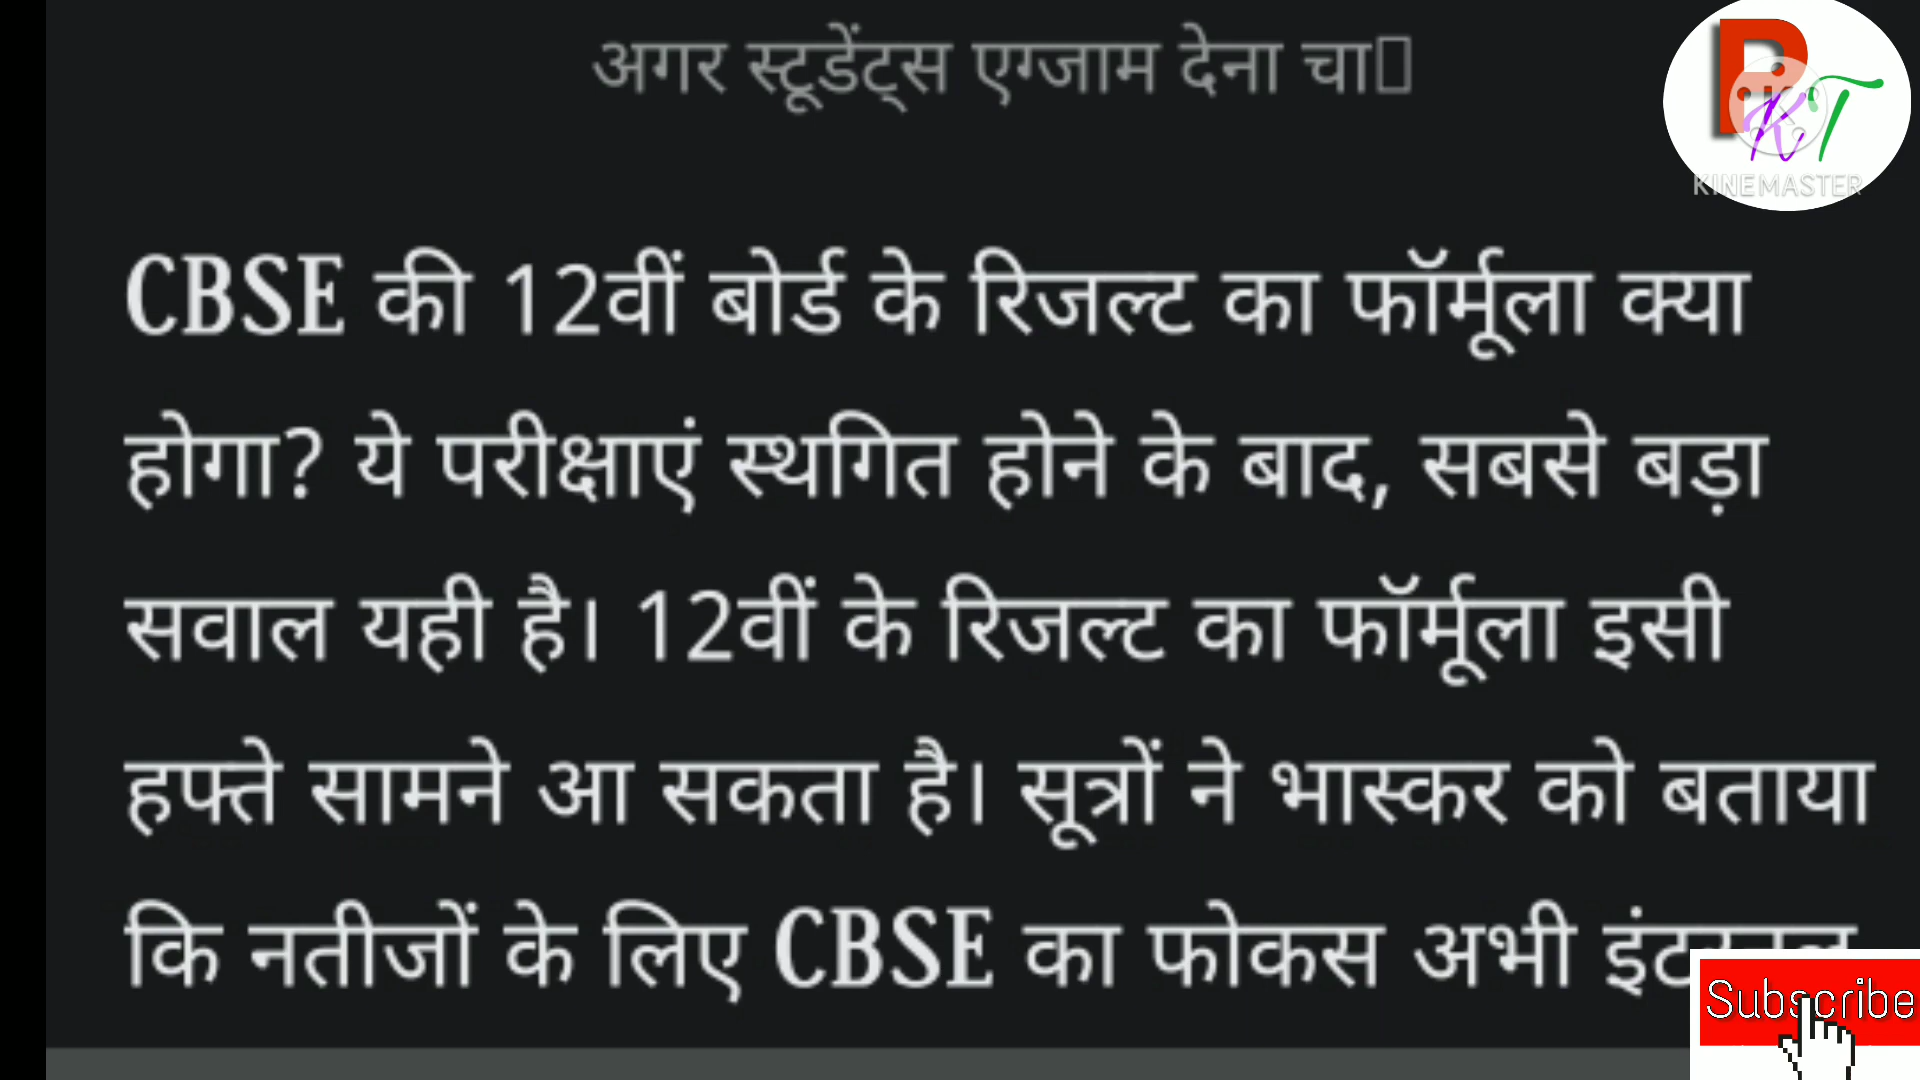 अगर स्टूडेंट्स एग्जाम देना चा
P
KT
KINEMASTER
CBSE की 12वीं बोर्ड के रिजल्ट का फॉर्मूला क्या
होगा? ये परीक्षाएं स्थगित होने के बाद, सबसे बड़ा
सवाल यही है। 12वीं के रिजल्ट का फॉर्मूला इसी
हफ्ते सामने आ सकता है। सूत्रों ने भास्कर को बताया
कि नतीजों के लिए CBSE का फोकस अभी
Subscribe